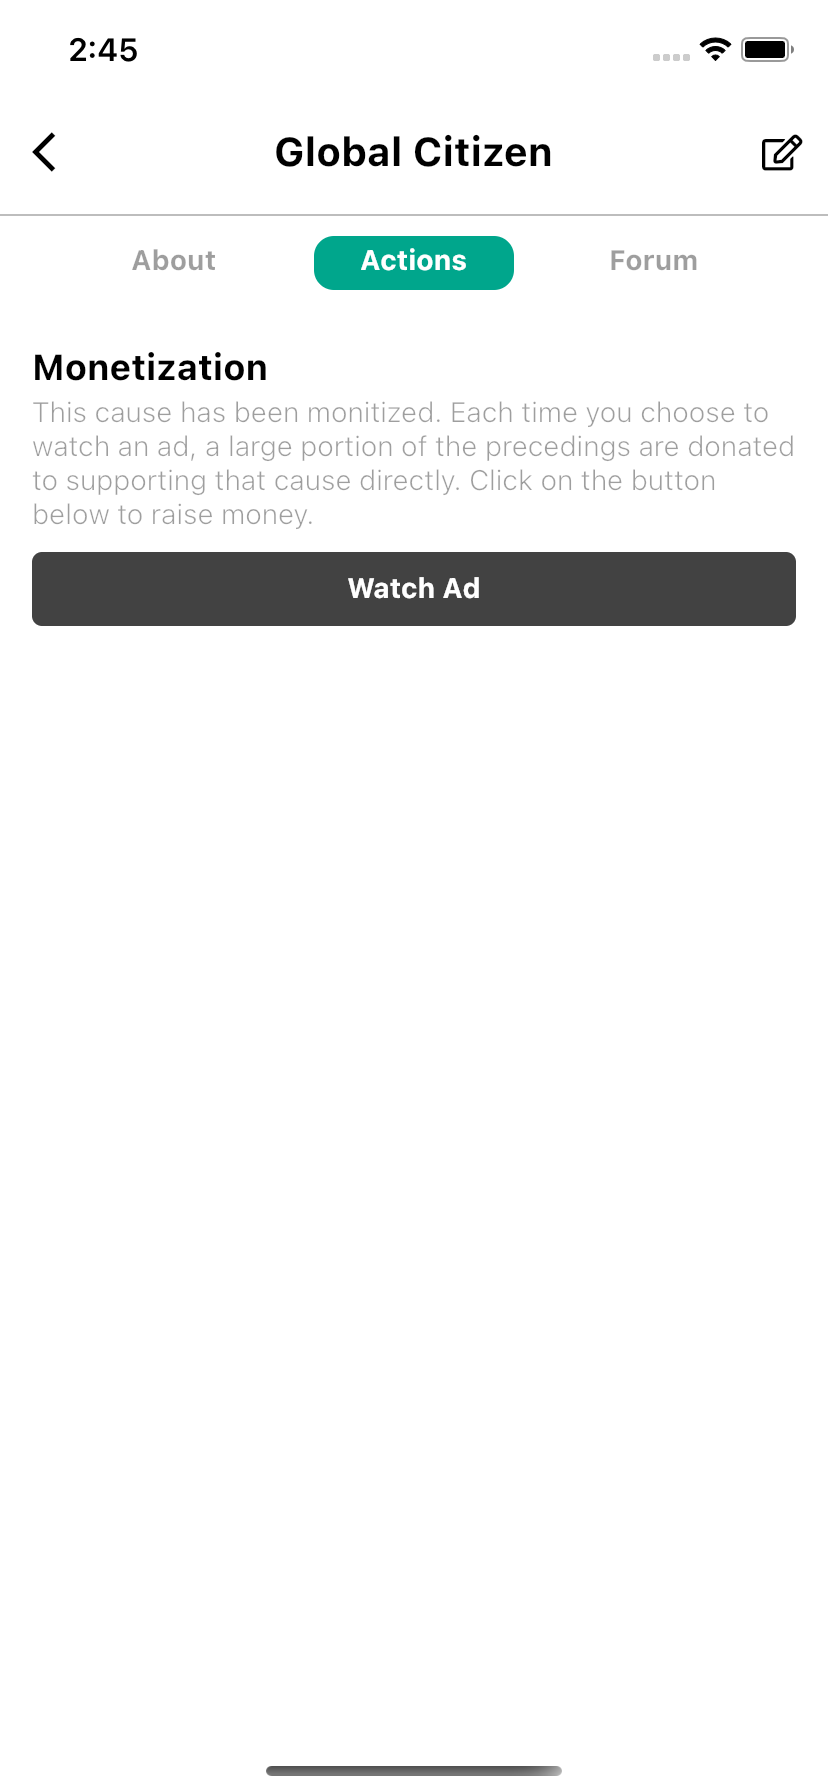 2:45
Global Citizen
About Actions Forum
Monetization
This cause has been monitized. Each time you choose to
watch an ad, a large portion of the precedings are donated
to supporting that cause directly. Click on the button
below to raise money.
Watch Ad